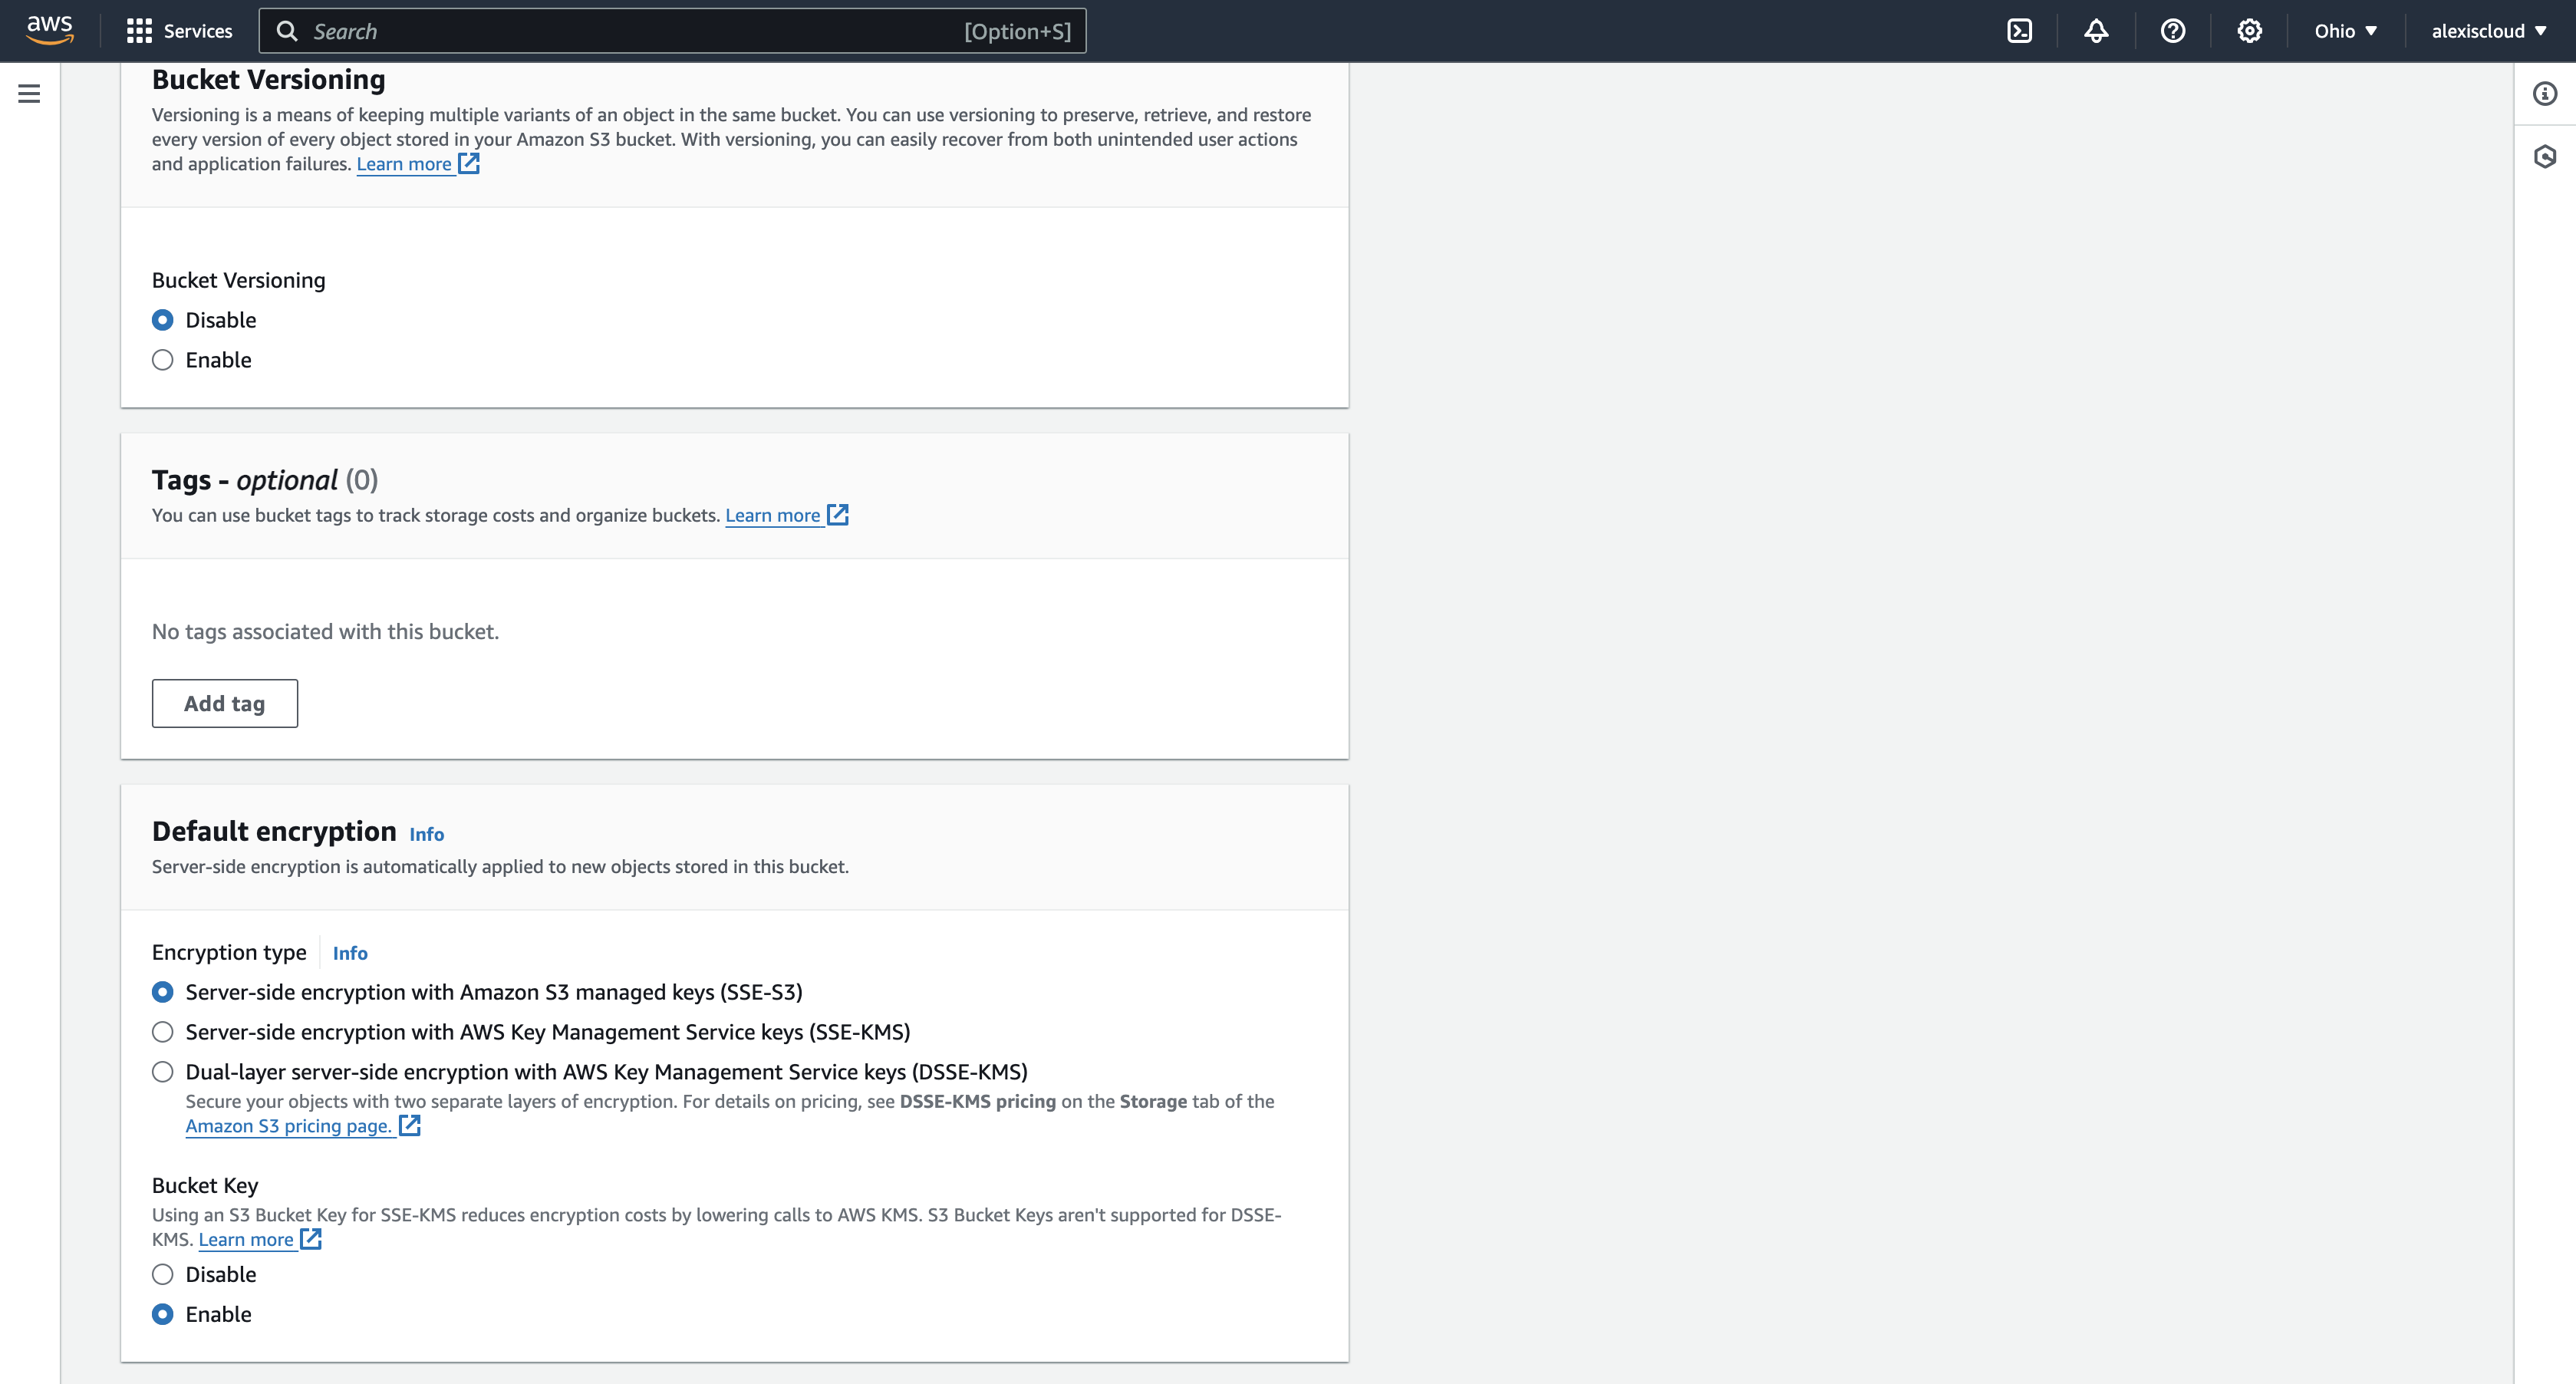 aws Services Search [Option+S] Ohio alexiscloud
Bucket Versioning
Versioning is a means of keeping multiple variants of an object in the same bucket. You can use versioning to preserve, retrieve, and restore
every version of every object stored in your Amazon S3 bucket. With versioning, you can easily recover from both unintended user actions
and application failures. Learn more
Bucket Versioning
Disable
Enable
Tags - optional (0)
You can use bucket tags to track storage costs and organize buckets. Learn more
No tags associated with this bucket.
Add tag
Default encryption Info
Server-side encryption is automatically applied to new objects stored in this bucket.
Encryption type Info
Server-side encryption with Amazon S3 managed keys (SSE-S3)
Server-side encryption with AWS Key Management Service keys (SSE-KMS)
Dual-layer server-side encryption with AWS Key Management Service keys (DSSE-KMS)
Secure your objects with two separate layers of encryption. For details on pricing, see DSSE-KMS pricing on the Storage tab of the
Amazon S3 pricing page.
Bucket Key
Using an S3 Bucket Key for SSE-KMS reduces encryption costs by lowering calls to AWS KMS. S3 Bucket Keys aren't supported for DSSE-
KMS. Learn more
Disable
Enable